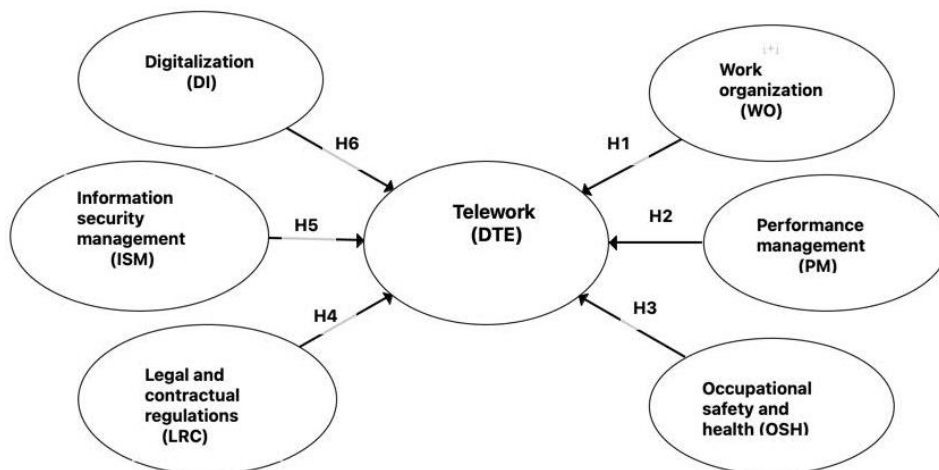 Digitalization
(DI)
Work
organization
(WO)
H6
H1
Information
security
management
(ISM)
H5
Telework
(DTE)
H2
Performance
management
(PM)
H4
H3
Legal and
contractual
regulations
(LRC)
Occupational
safety and
health (OSH)